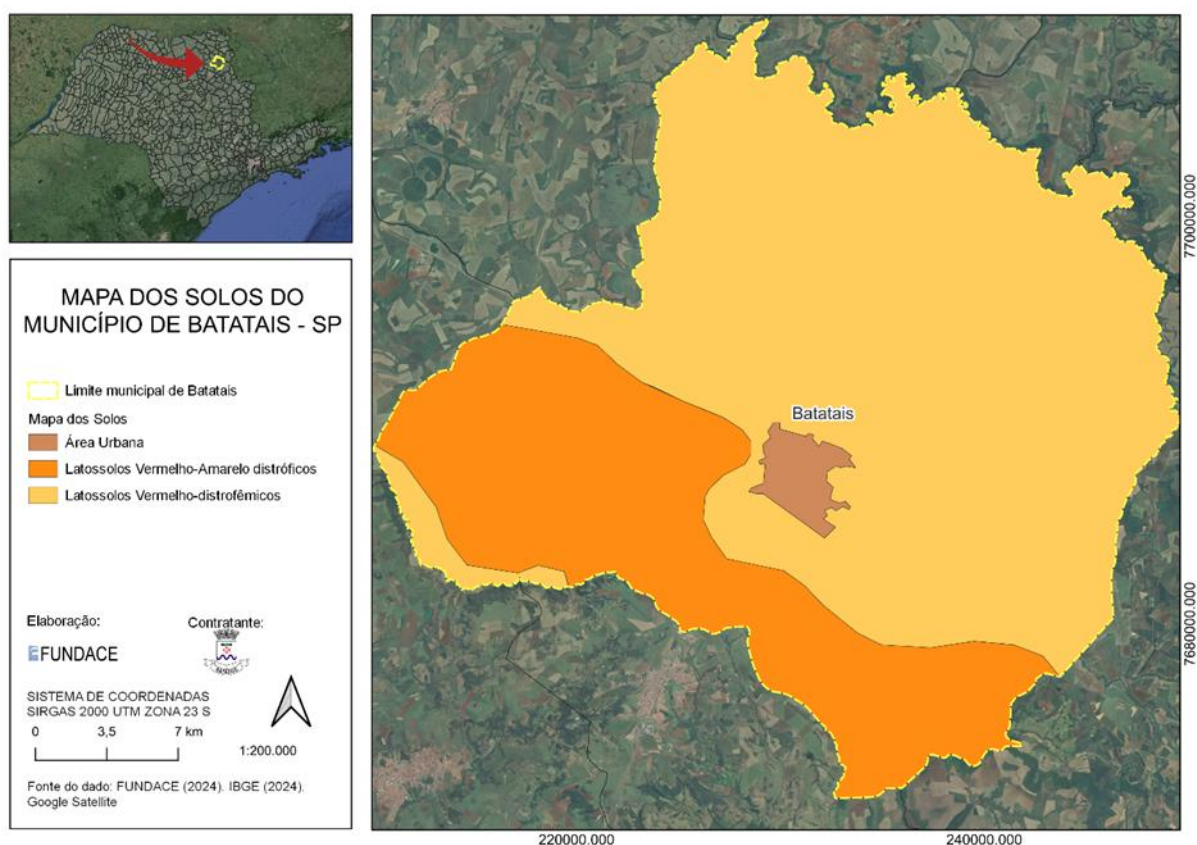 MAPA DOS SOLOS DO
MUNICÍPIO DE BATATAIS - SP
Limite municipal de Batatais
Mapa dos Solos
Área Urbana
Latossolos Vermelho-Amarelo distróficos
Latossolos Vermelho-distrofêmicos
Elaboração:
Contratante:
FUNDACE
SISTEMA DE COORDENADAS
SIRGAS 2000 UTM ZONA 23 S
0 3,5 7 km
1:200.000
Fonte do dado: FUNDACE (2024). IBGE (2024).
Google Satellite
Batatais
7700000.000
7680000.000
220000.000
240000.000